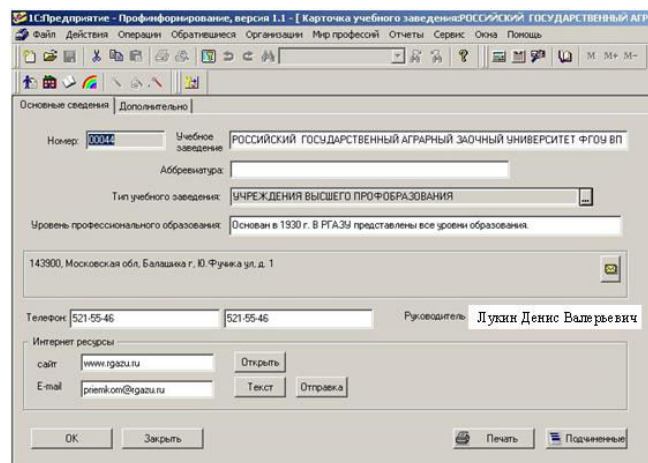 1С:Предприятие - Профинформирование, версия 1.1 - [ Карточка учебного заведения:РОССИЙСКИЙ ГОСУДАРСТВЕННЫЙ АГР
Файл Действия Операции Обратившиеся Организации Мир профессий Отчеты Сервис Окна Помощь
М М+ М-
Основные сведения Дополнительно
Номер: 00044 Учебное заведение РОССИЙСКИЙ ГОСУДАРСТВЕННЫЙ АГРАРНЫЙ ЗАОЧНЫЙ УНИВЕРСИТЕТ ФГОУ ВП
Аббревиатура:
Тип учебного заведения: УЧРЕЖДЕНИЯ ВЫСШЕГО ПРОФОБРАЗОВАНИЯ ...
Уровень профессионального образования: Основан в 1930 г. В РГАЗУ представлены все уровни образования.
143900, Московская обл, Балашиха г, Ю.Фучика ул, д. 1
Телефон: 521-55-46 521-55-46 Руководитель Лукин Денис Валерьевич
Интернет ресурсы
сайт www.rgazu.ru Открыть
E-mail priemkom@rgazu.ru Текст Отправка
OK Закрыть Печать Подчиненные